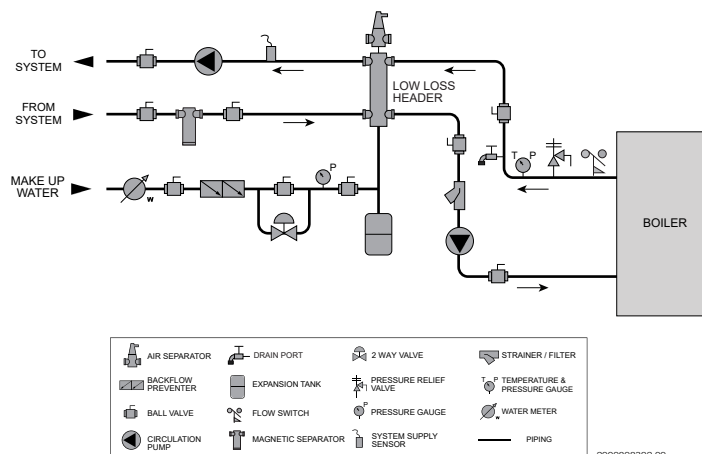 TO
SYSTEM
LOW LOSS
HEADER
FROM
SYSTEM
T P
P
MAKE UP
WATER
W
BOILER
AIR SEPARATOR
DRAIN PORT
2 WAY VALVE
STRAINER / FILTER
BACKFLOW
PREVENTER
EXPANSION TANK
PRESSURE RELIEF
VALVE
T P
TEMPERATURE &
PRESSURE GAUGE
BALL VALVE
FLOW SWITCH
P
PRESSURE GAUGE
W
WATER METER
CIRCULATION
PUMP
MAGNETIC SEPARATOR
SYSTEM SUPPLY
SENSOR
PIPING